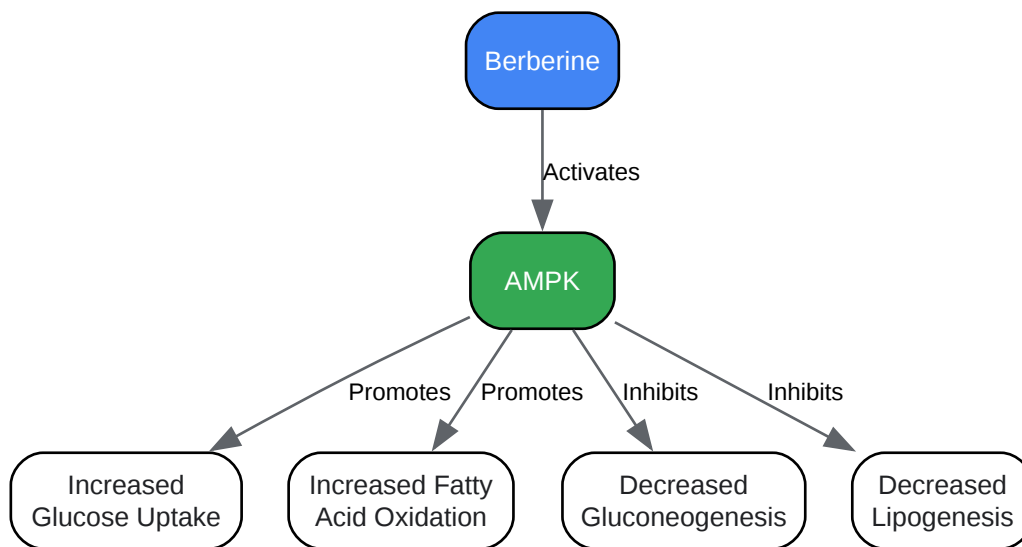 Berberine
Activates
AMPK
Promotes
Promotes
Inhibits
Inhibits
Increased
Glucose Uptake
Increased Fatty
Acid Oxidation
Decreased
Gluconeogenesis
Decreased
Lipogenesis